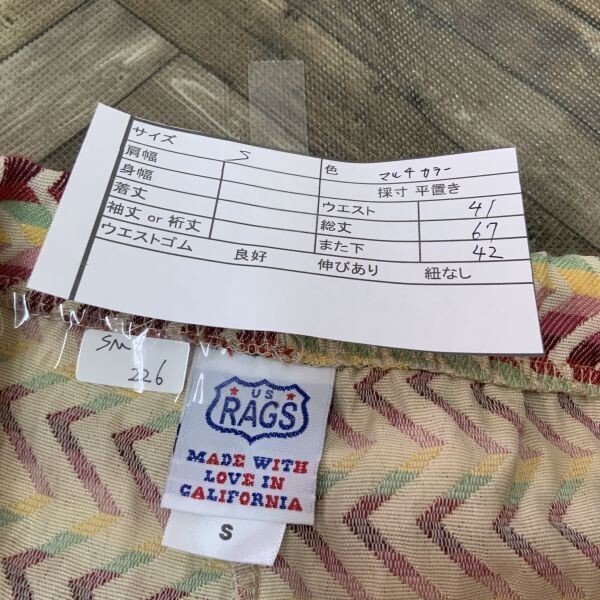 サイズ S
肩幅 色 マルチカラー
身幅 採寸 平置き
着丈 ウエスト 41
袖丈 or 裄丈 総丈 67
ウエストゴム 良好 また下 42
伸びあり 紐なし
SM
226
US
RAGS
MADE WITH
LOVE IN
CALIFORNIA
S